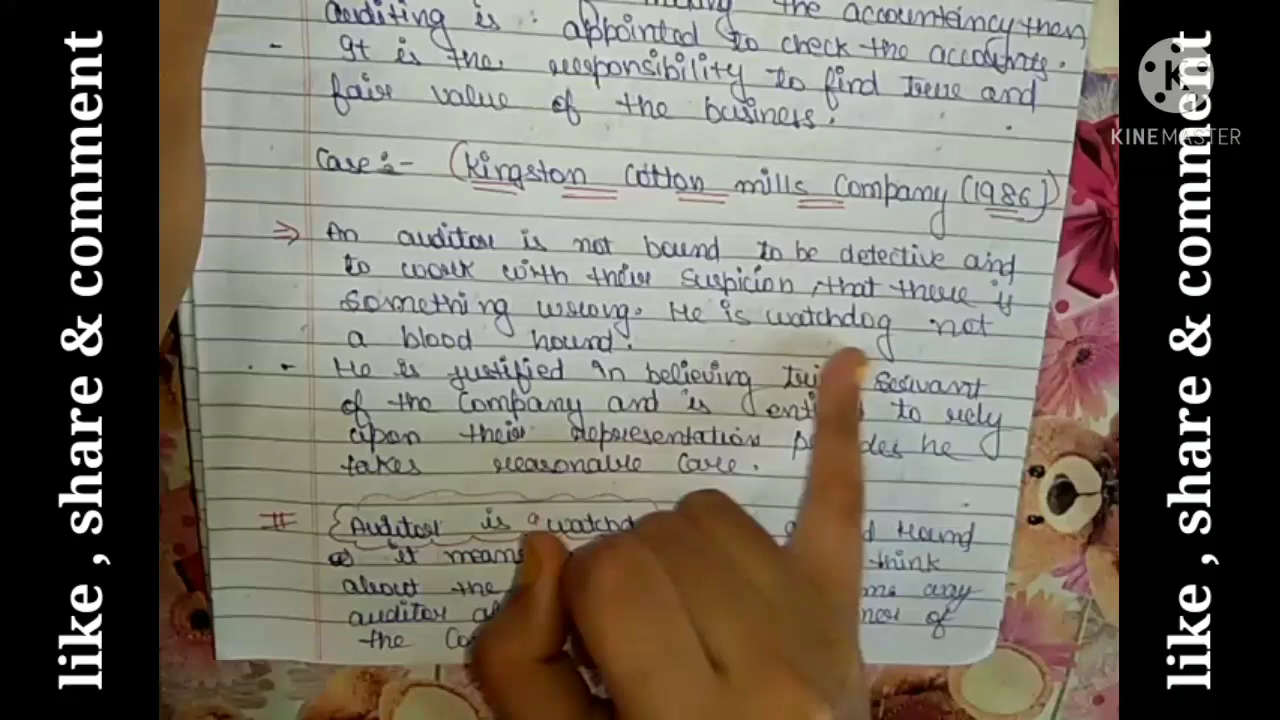 the accountancy then
auditing is : appointed to check the accounts.
- It is the responsibility to find true and
fair value of the business.
Case :- (Kingston Cotton mills Company (1986)
⇒ An auditor is not bound to be detective and
to work with their suspicion, that there is
something wrong. He is watchdog not
a blood hound.
- He is justified in believing servant
of the Company and is to rely
upon their representation he
takes reasonable care.
# Auditor is a Hound
it means think
about the any
auditor of
the
like , share & comment
like , share & comment
KINEMASTER